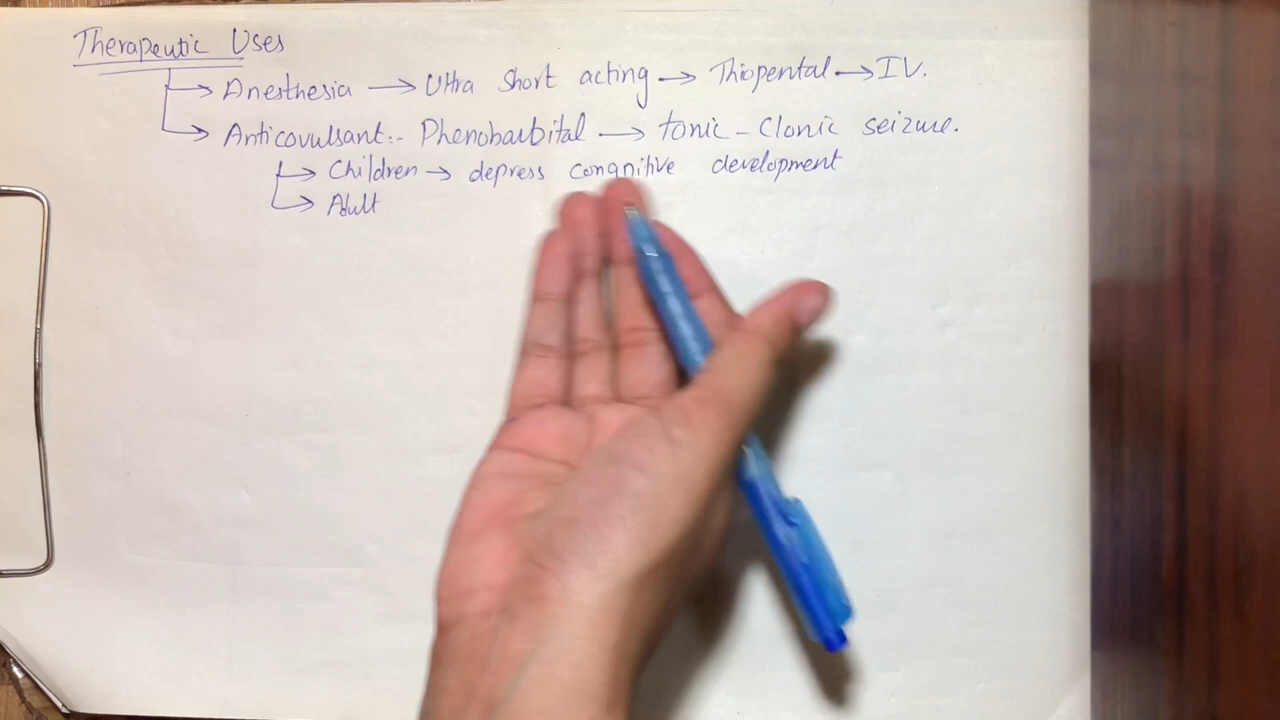 Therapeutic Uses
Anesthesia → Ultra Short acting → Thiopental → IV.
Anticovulsant:- Phenobarbital → tonic-Clonic seizure.
Children → depress congnitive development
Adult